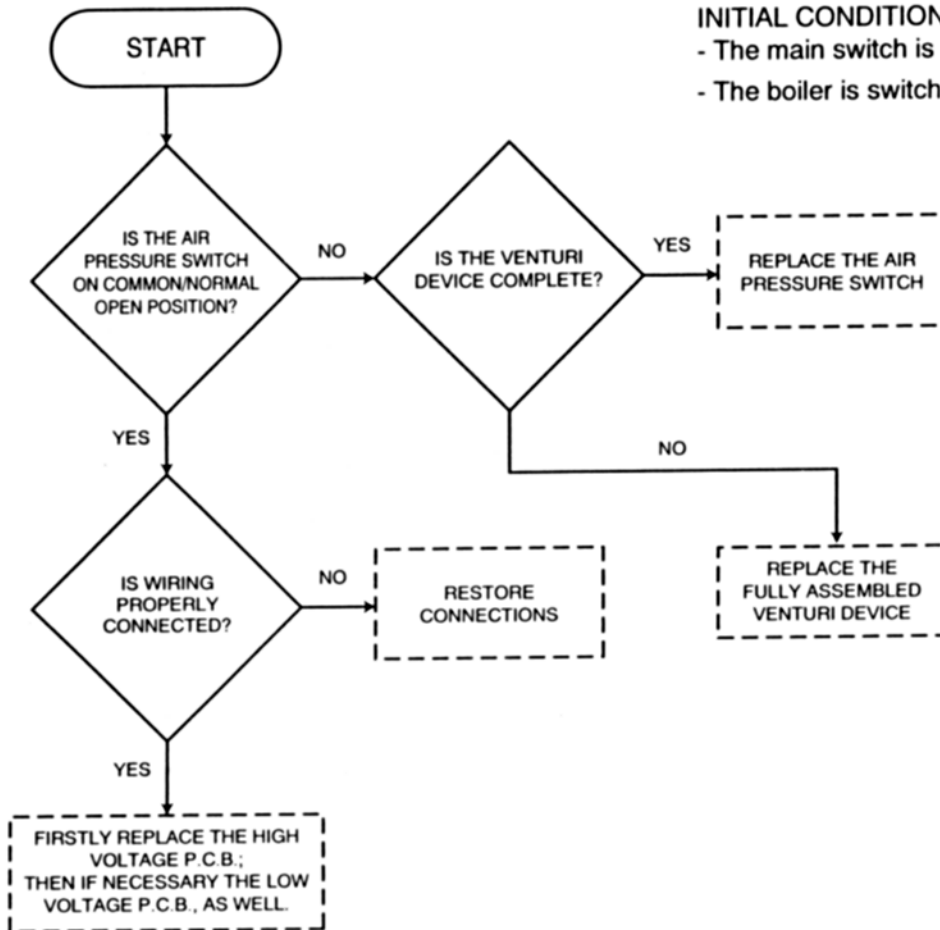 START
INITIAL CONDITION
- The main switch is
- The boiler is switch
IS THE AIR
PRESSURE SWITCH
ON COMMON/NORMAL
OPEN POSITION?
NO
IS THE VENTURI
DEVICE COMPLETE?
YES
REPLACE THE AIR
PRESSURE SWITCH
YES
NO
IS WIRING
PROPERLY
CONNECTED?
NO
RESTORE
CONNECTIONS
REPLACE THE
FULLY ASSEMBLED
VENTURI DEVICE
YES
FIRSTLY REPLACE THE HIGH
VOLTAGE P.C.B.;
THEN IF NECESSARY THE LOW
VOLTAGE P.C.B., AS WELL.